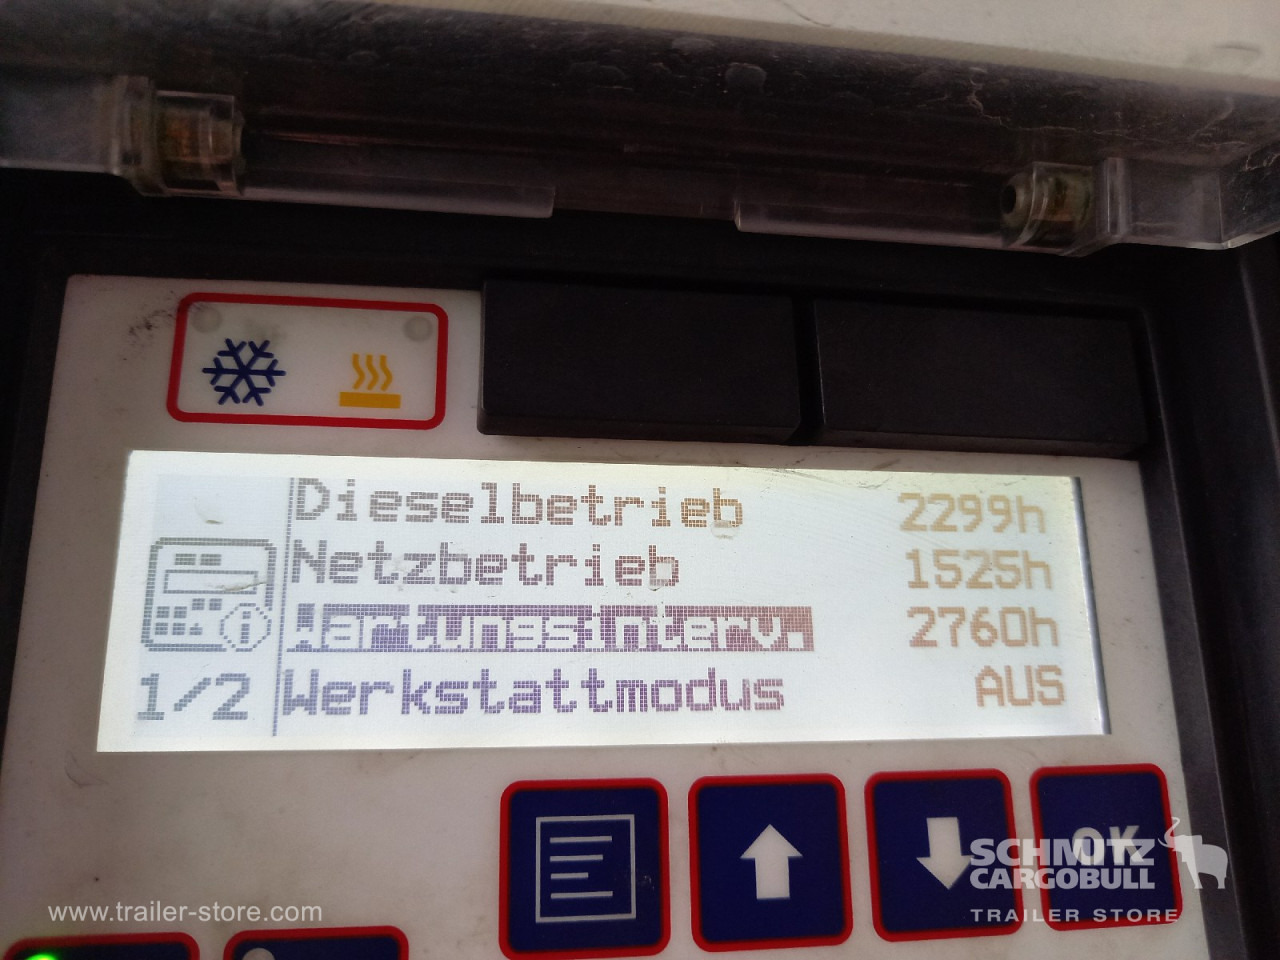 Dieselbetrieb 2299h
Netzbetrieb 1525h
Wartungsinterv. 2760h
1/2 Werkstattmodus AUS
OK
SCHMITZ
CARGOBULL
TRAILER STORE
www.trailer-store.com